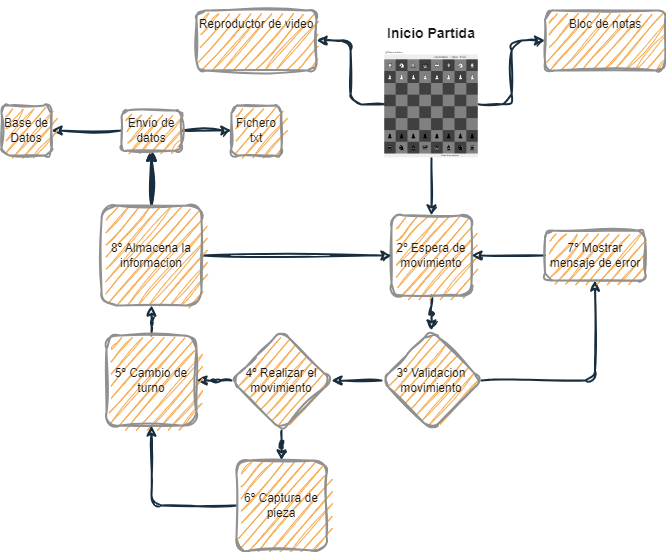 Reproductor de video
Inicio Partida
Bloc de notas
Base de
Datos
Envio de
datos
Fichero
txt
8º Almacena la
informacion
2º Espera de
movimiento
7º Mostrar
mensaje de error
5º Cambio de
turno
4º Realizar el
movimiento
3º Validacion
movimiento
6º Captura de
pieza